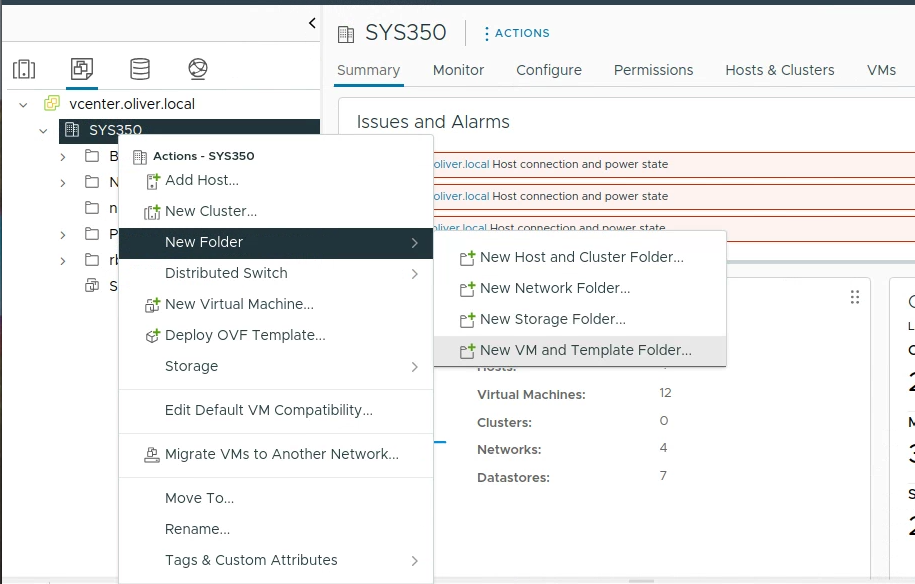 SYS350
ACTIONS
Summary Monitor Configure Permissions Hosts & Clusters VMs
vcenter.oliver.local
SYS350
Issues and Alarms
oliver.local Host connection and power state
oliver.local Host connection and power state
oliver.local Host connection and power state
Actions - SYS350
Add Host...
New Cluster...
New Folder
Distributed Switch
New Virtual Machine...
Deploy OVF Template...
Storage
Edit Default VM Compatibility...
Migrate VMs to Another Network...
Move To...
Rename...
Tags & Custom Attributes
New Host and Cluster Folder...
New Network Folder...
New Storage Folder...
New VM and Template Folder...
Hosts:
Virtual Machines: 12
Clusters: 0
Networks: 4
Datastores: 7